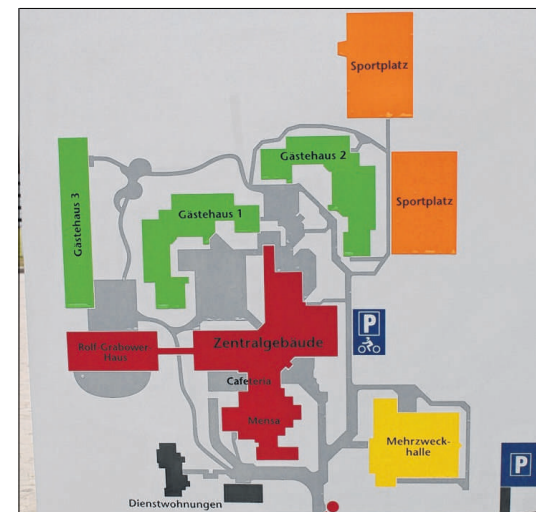 Sportplatz
Gästehaus 2
Gästehaus 3
Gästehaus 1
Sportplatz
P
Rolf-Grabower-
Haus
Zentralgebäude
Cafeteria
Mensa
Mehrzweck-
halle
P
Dienstwohnungen